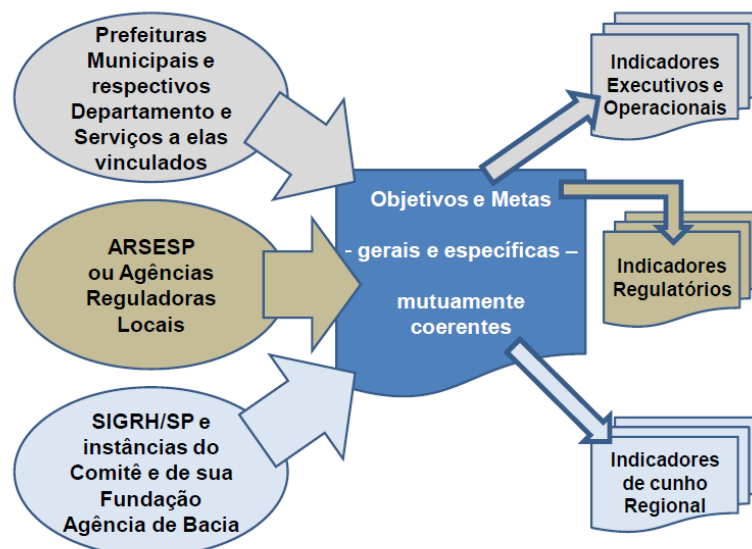 Prefeituras
Municipais e
respectivos
Departamento e
Serviços a elas
vinculados
ARSESP
ou Agências
Reguladoras
Locais
SIGRH/SP e
instâncias do
Comitê e de sua
Fundação
Agência de Bacia
Objetivos e Metas
- gerais e específicas –
mutuamente
coerentes
Indicadores
Executivos e
Operacionais
Indicadores
Regulatórios
Indicadores
de cunho
Regional